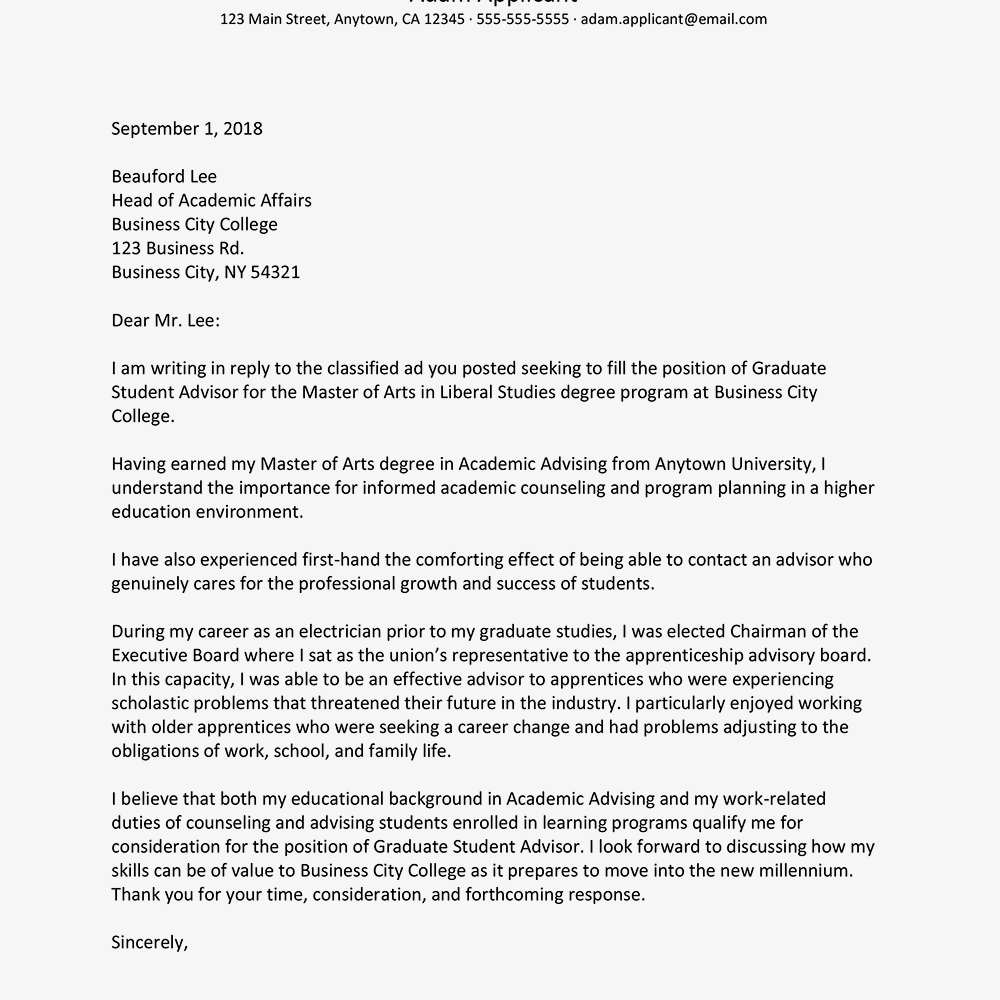 Adam Applicant
123 Main Street, Anytown, CA 12345 · 555-555-5555 · adam.applicant@email.com
September 1, 2018
Beauford Lee
Head of Academic Affairs
Business City College
123 Business Rd.
Business City, NY 54321
Dear Mr. Lee:
I am writing in reply to the classified ad you posted seeking to fill the position of Graduate
Student Advisor for the Master of Arts in Liberal Studies degree program at Business City
College.
Having earned my Master of Arts degree in Academic Advising from Anytown University, I
understand the importance for informed academic counseling and program planning in a higher
education environment.
I have also experienced first-hand the comforting effect of being able to contact an advisor who
genuinely cares for the professional growth and success of students.
During my career as an electrician prior to my graduate studies, I was elected Chairman of the
Executive Board where I sat as the union’s representative to the apprenticeship advisory board.
In this capacity, I was able to be an effective advisor to apprentices who were experiencing
scholastic problems that threatened their future in the industry. I particularly enjoyed working
with older apprentices who were seeking a career change and had problems adjusting to the
obligations of work, school, and family life.
I believe that both my educational background in Academic Advising and my work-related
duties of counseling and advising students enrolled in learning programs qualify me for
consideration for the position of Graduate Student Advisor. I look forward to discussing how my
skills can be of value to Business City College as it prepares to move into the new millennium.
Thank you for your time, consideration, and forthcoming response.
Sincerely,